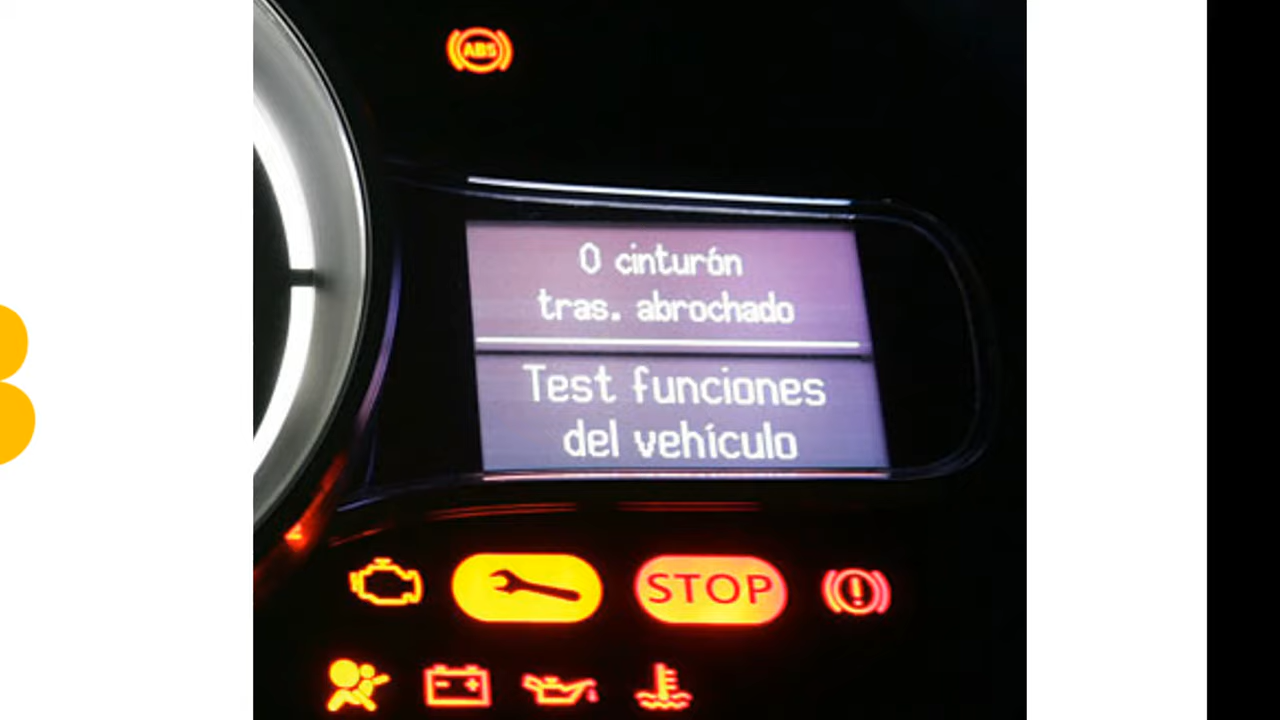 ABS
0 cinturón
tras. abrochado
Test funciones
del vehículo
STOP